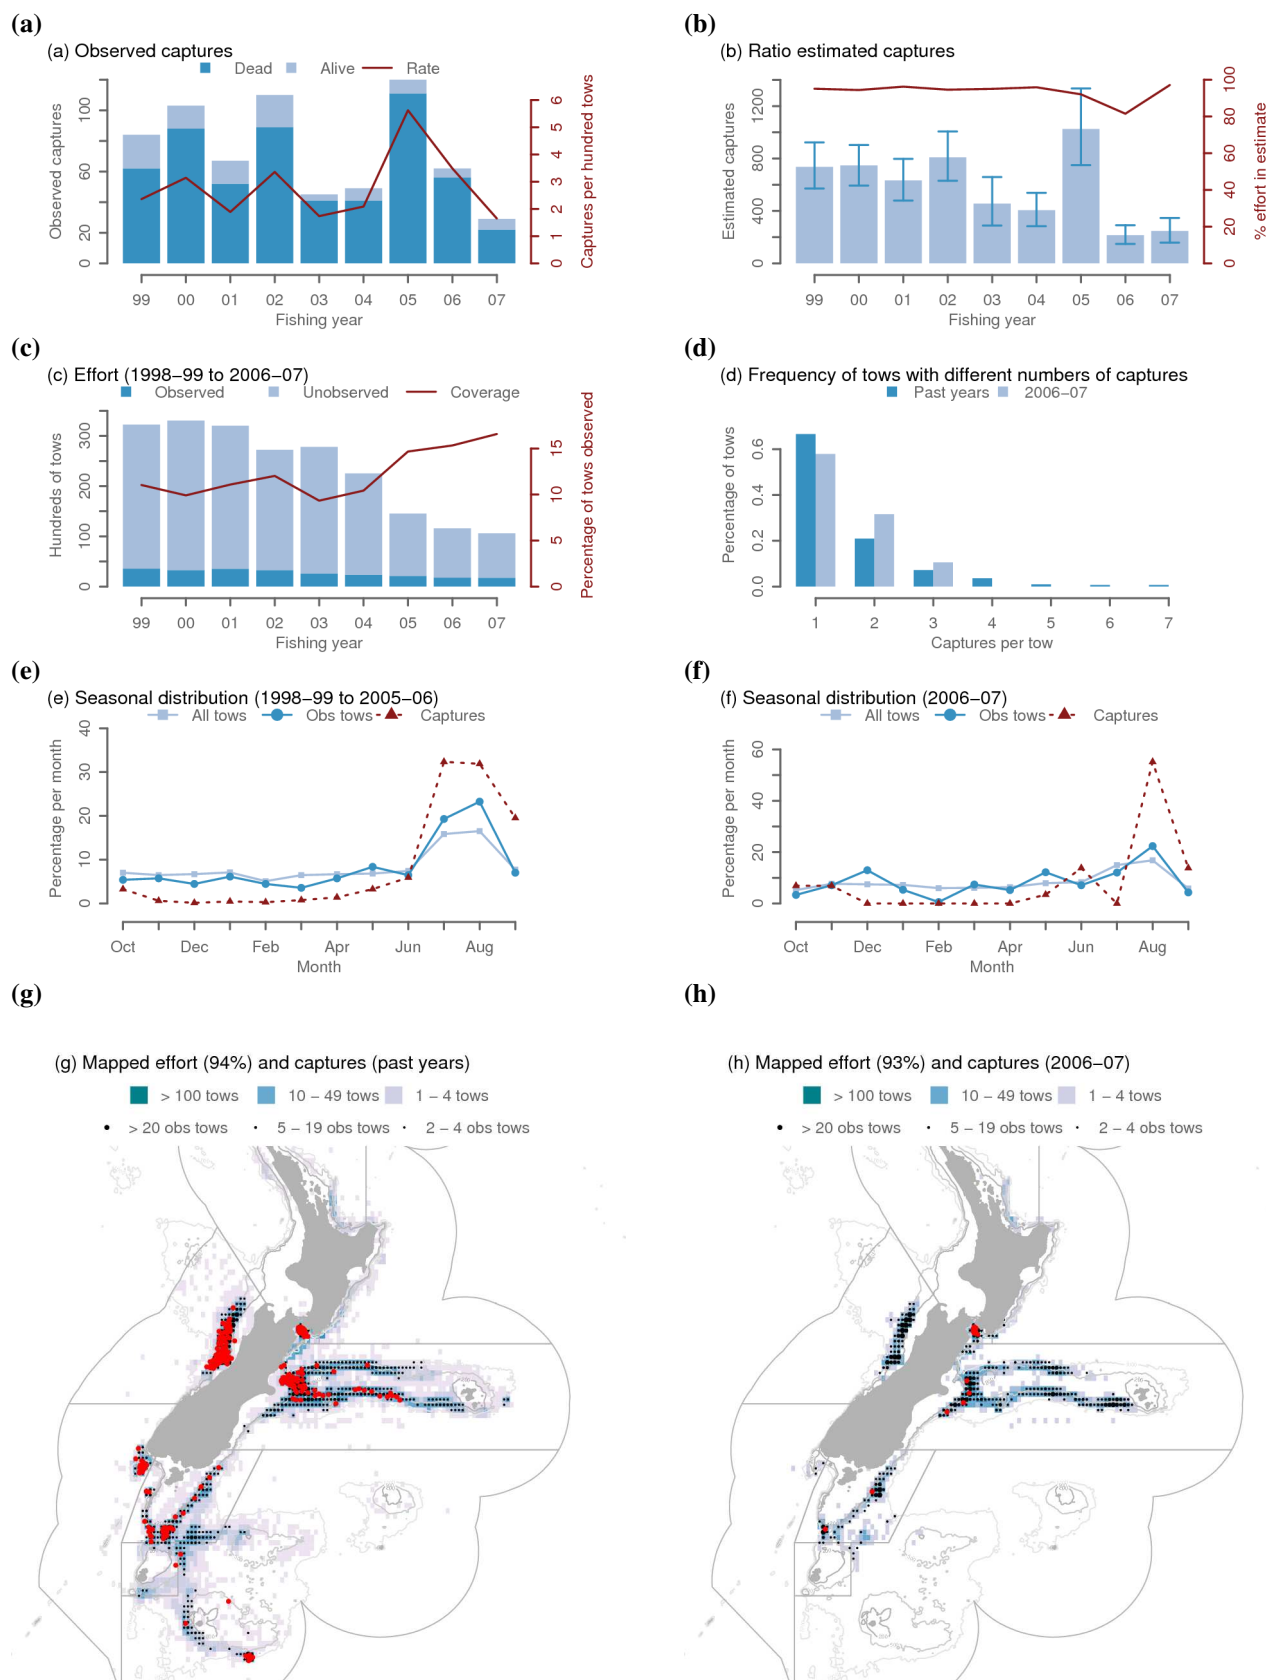 (a)
(a) Observed captures
Dead Alive Rate
Observed captures
0 20 60 100
Captures per hundred tows
0 1 2 3 4 5 6
99 00 01 02 03 04 05 06 07
Fishing year
(b)
(b) Ratio estimated captures
Estimated captures
0 400 800 1200
% effort in estimate
0 20 40 60 80 100
99 00 01 02 03 04 05 06 07
Fishing year
(c)
(c) Effort (1998–99 to 2006–07)
Observed Unobserved Coverage
Hundreds of tows
0 100 200 300
Percentage of tows observed
0 5 10 15
99 00 01 02 03 04 05 06 07
Fishing year
(d)
(d) Frequency of tows with different numbers of captures
Past years 2006–07
Percentage of tows
0.0 0.2 0.4 0.6
1 2 3 4 5 6 7
Captures per tow
(e)
(e) Seasonal distribution (1998–99 to 2005–06)
All tows Obs tows Captures
Percentage per month
0 10 20 30 40
Oct Dec Feb Apr Jun Aug
Month
(f)
(f) Seasonal distribution (2006–07)
All tows Obs tows Captures
Percentage per month
0 20 40 60
Oct Dec Feb Apr Jun Aug
Month
(g)
(g) Mapped effort (94%) and captures (past years)
> 100 tows 10 – 49 tows 1 – 4 tows
> 20 obs tows 5 – 19 obs tows 2 – 4 obs tows
(h)
(h) Mapped effort (93%) and captures (2006–07)
> 100 tows 10 – 49 tows 1 – 4 tows
> 20 obs tows 5 – 19 obs tows 2 – 4 obs tows